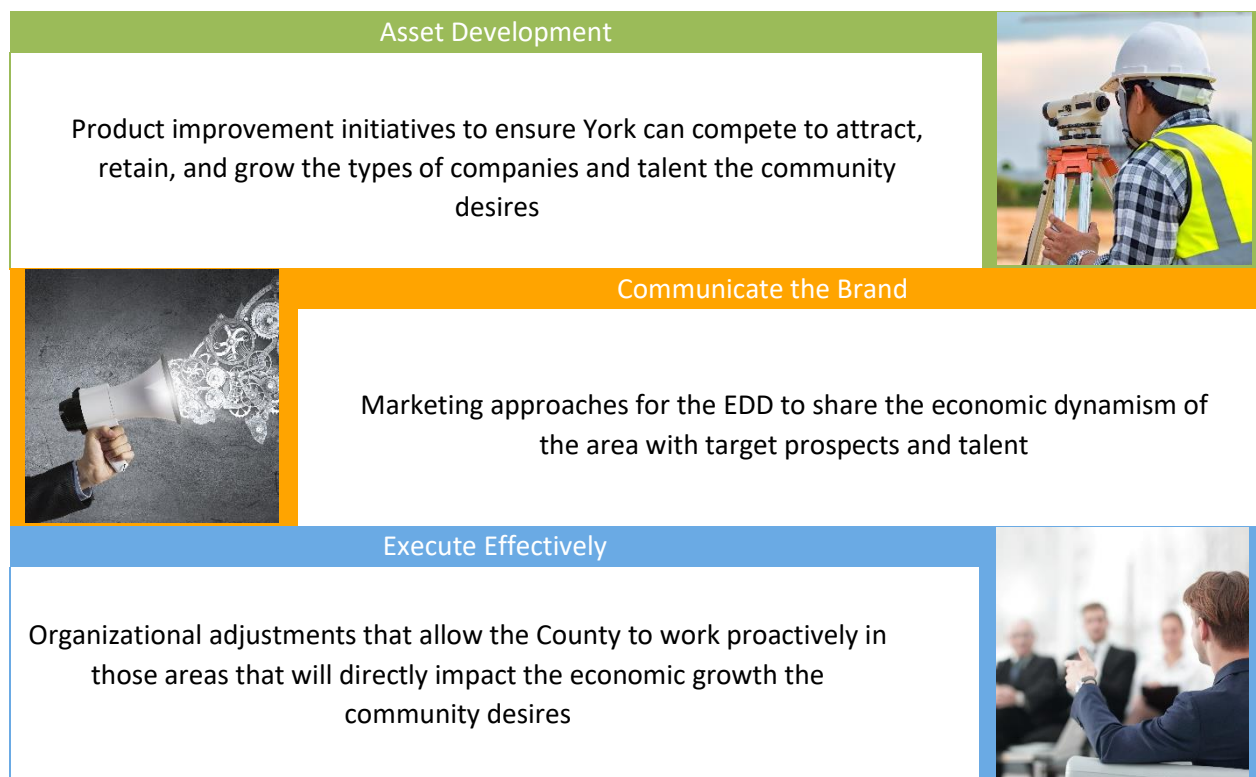 Asset Development
Product improvement initiatives to ensure York can compete to attract,
retain, and grow the types of companies and talent the community
desires
Communicate the Brand
Marketing approaches for the EDD to share the economic dynamism of
the area with target prospects and talent
Execute Effectively
Organizational adjustments that allow the County to work proactively in
those areas that will directly impact the economic growth the
community desires